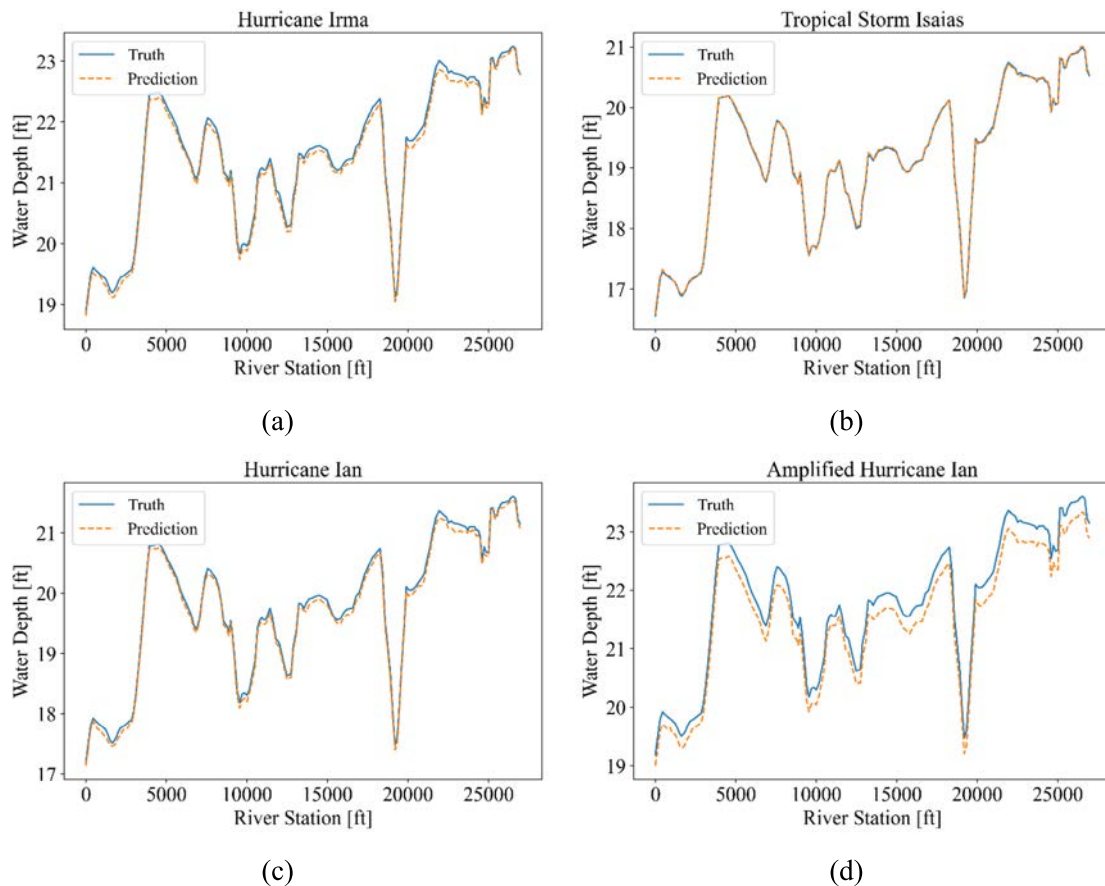 Hurricane Irma
Truth
Prediction
Water Depth [ft]
23
22
21
20
19
0 5000 10000 15000 20000 25000
River Station [ft]
(a)
Tropical Storm Isaias
Truth
Prediction
Water Depth [ft]
21
20
19
18
17
0 5000 10000 15000 20000 25000
River Station [ft]
(b)
Hurricane Ian
Truth
Prediction
Water Depth [ft]
21
20
19
18
17
0 5000 10000 15000 20000 25000
River Station [ft]
(c)
Amplified Hurricane Ian
Truth
Prediction
Water Depth [ft]
23
22
21
20
19
0 5000 10000 15000 20000 25000
River Station [ft]
(d)